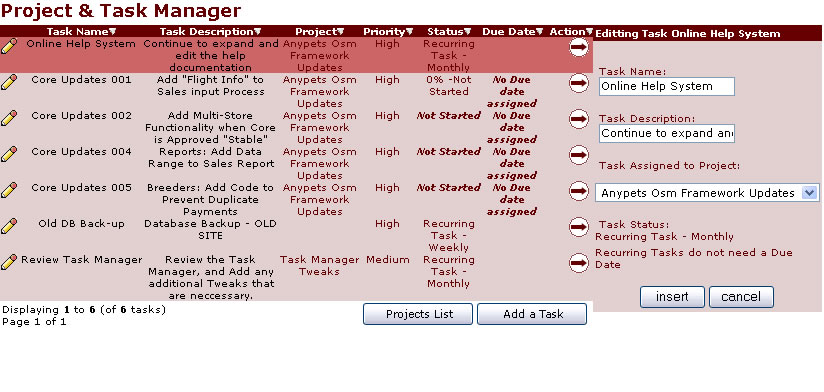 Project & Task Manager
Task Name▼ Task Description▼ Project▼ Priority▼ Status▼ Due Date▼ Action▼
Online Help System Continue to expand and edit the help documentation Anypets Osm Framework Updates High Recurring Task - Monthly
Core Updates 001 Add "Flight Info" to Sales input Process Anypets Osm Framework Updates High 0% -Not Started No Due date assigned
Core Updates 002 Add Multi-Store Functionality when Core is Approved "Stable" Anypets Osm Framework Updates High Not Started No Due date assigned
Core Updates 004 Reports: Add Data Range to Sales Report Anypets Osm Framework Updates High Not Started No Due date assigned
Core Updates 005 Breeders: Add Code to Prevent Duplicate Payments Anypets Osm Framework Updates High Not Started No Due date assigned
Old DB Back-up Database Backup - OLD SITE High Recurring Task - Weekly
Review Task Manager Review the Task Manager, and Add any additional Tweaks that are neccessary. Task Manager Tweaks Medium Recurring Task - Monthly
Displaying 1 to 6 (of 6 tasks)
Page 1 of 1
Projects List
Add a Task
Editting Task Online Help System
Task Name:
Online Help System
Task Description:
Continue to expand an
Task Assigned to Project:
Anypets Osm Framework Updates
Task Status:
Recurring Task - Monthly
Recurring Tasks do not need a Due
Date
insert
cancel